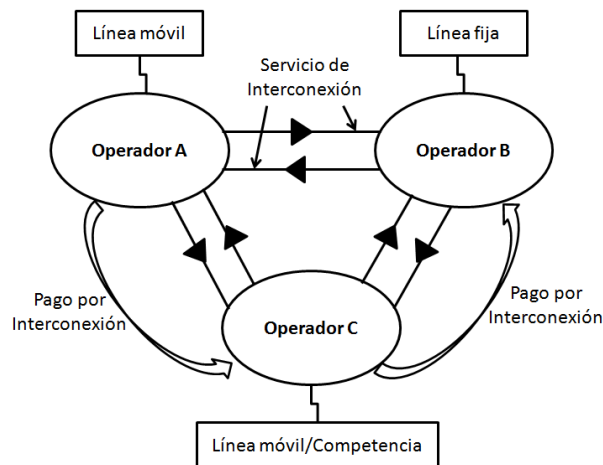 Línea móvil
Línea fija
Servicio de
Interconexión
Operador A
Operador B
Pago por
Interconexión
Pago por
Interconexión
Operador C
Línea móvil/Competencia